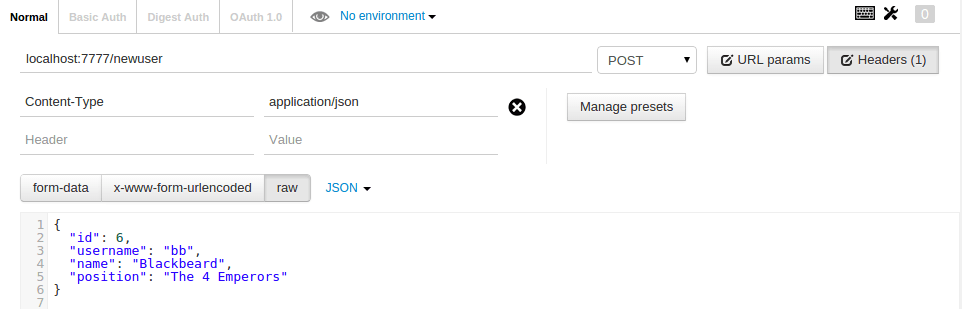 Normal Basic Auth Digest Auth OAuth 1.0 No environment 0
localhost:7777/newuser POST URL params Headers (1)
Content-Type application/json Manage presets
Header Value
form-data x-www-form-urlencoded raw JSON
1 {
2 "id": 6,
3 "username": "bb",
4 "name": "Blackbeard",
5 "position": "The 4 Emperors"
6 }
7